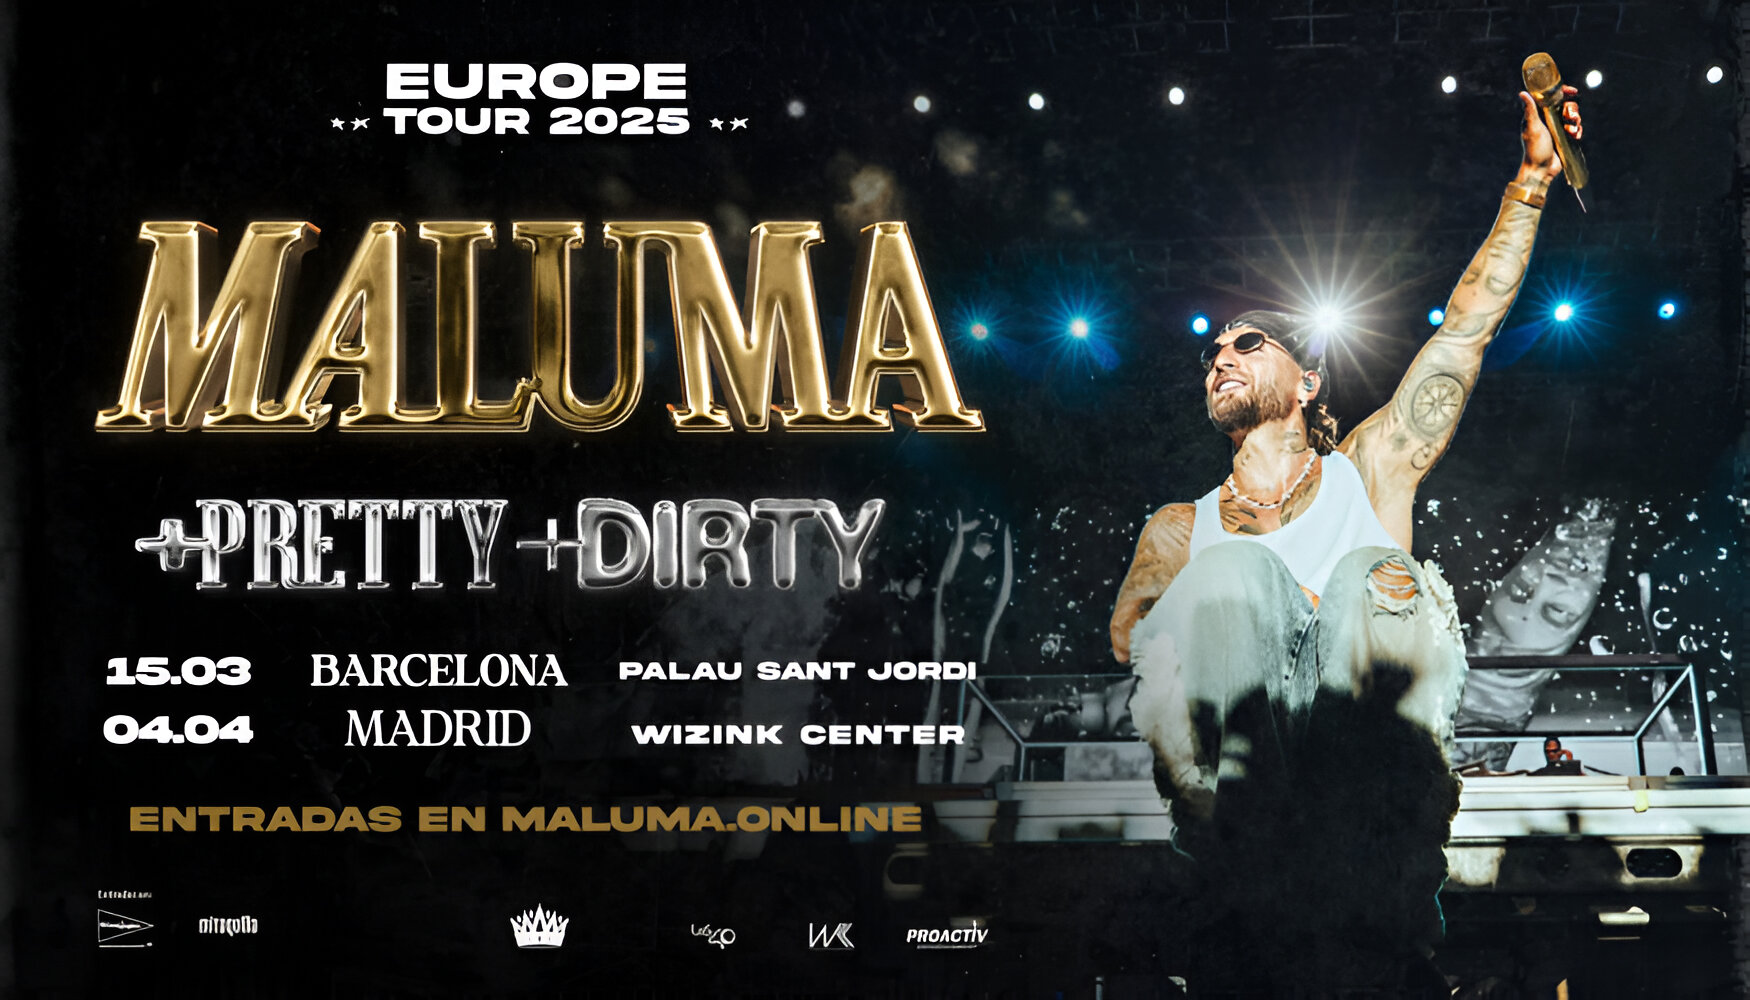 EUROPE
TOUR 2025
MALUMA
+PRETTY +DIRTY
15.03 BARCELONA PALAU SANT JORDI
04.04 MADRID WIZINK CENTER
ENTRADAS EN MALUMA.ONLINE
WK
PROACTIV